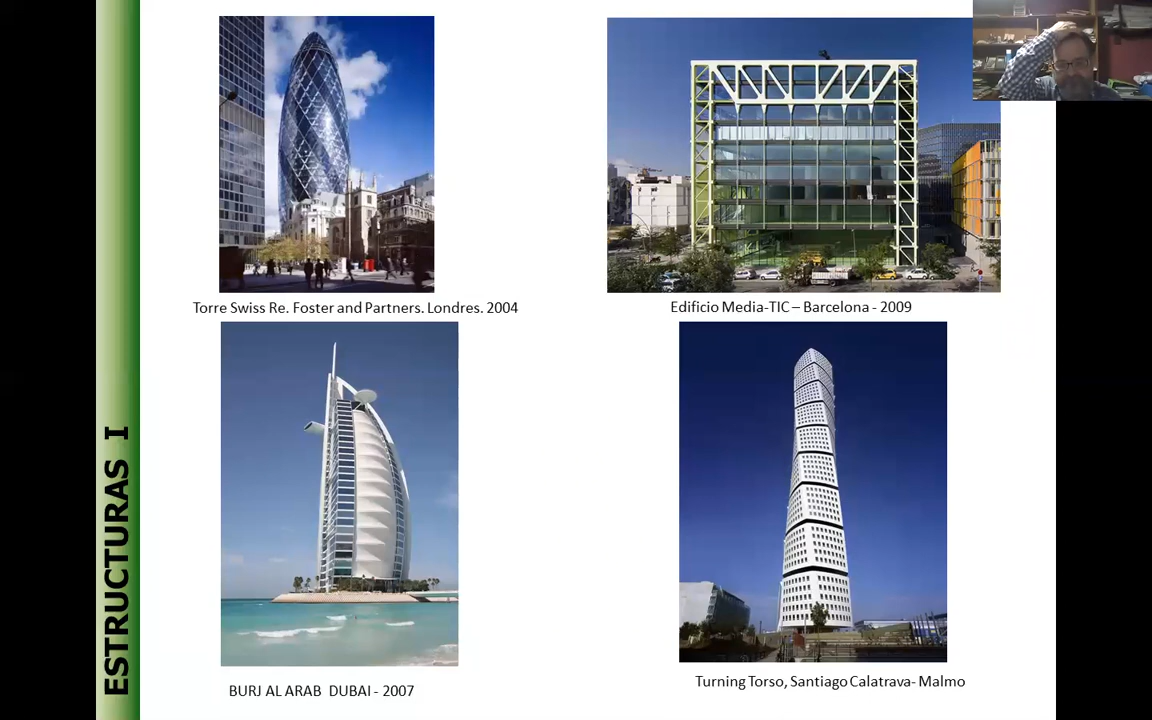 ESTRUCTURAS I
Torre Swiss Re. Foster and Partners. Londres. 2004
Edificio Media-TIC – Barcelona - 2009
BURJ AL ARAB  DUBAI - 2007
Turning Torso, Santiago Calatrava- Malmo